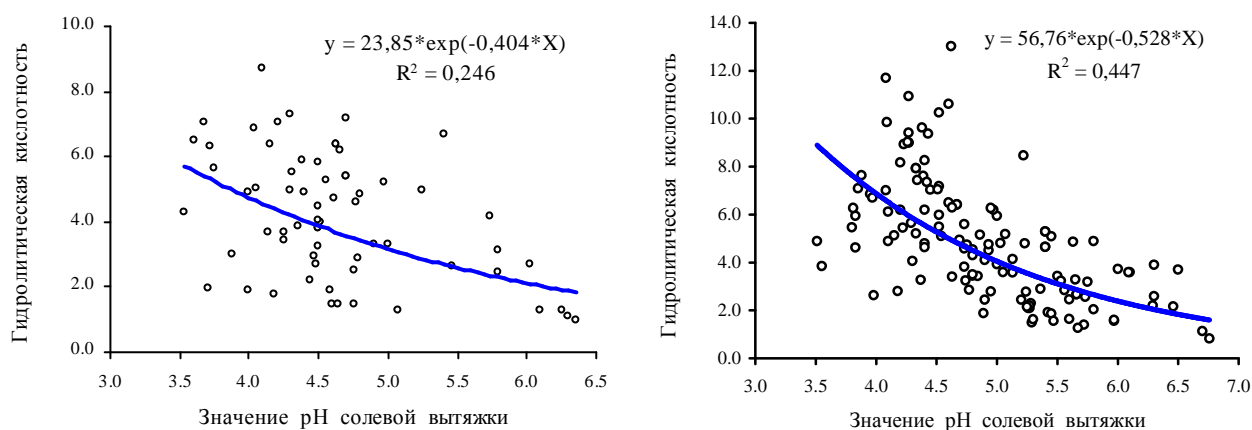 10.0
8.0
6.0
4.0
2.0
0.0
3.0 3.5 4.0 4.5 5.0 5.5 6.0 6.5
Гидролитическая кислотность
Значение pH солевой вытяжки
y = 23,85*exp(-0,404*X)
R² = 0,246
14.0
12.0
10.0
8.0
6.0
4.0
2.0
0.0
3.0 3.5 4.0 4.5 5.0 5.5 6.0 6.5 7.0
Гидролитическая кислотность
Значение pH солевой вытяжки
y = 56,76*exp(-0,528*X)
R² = 0,447